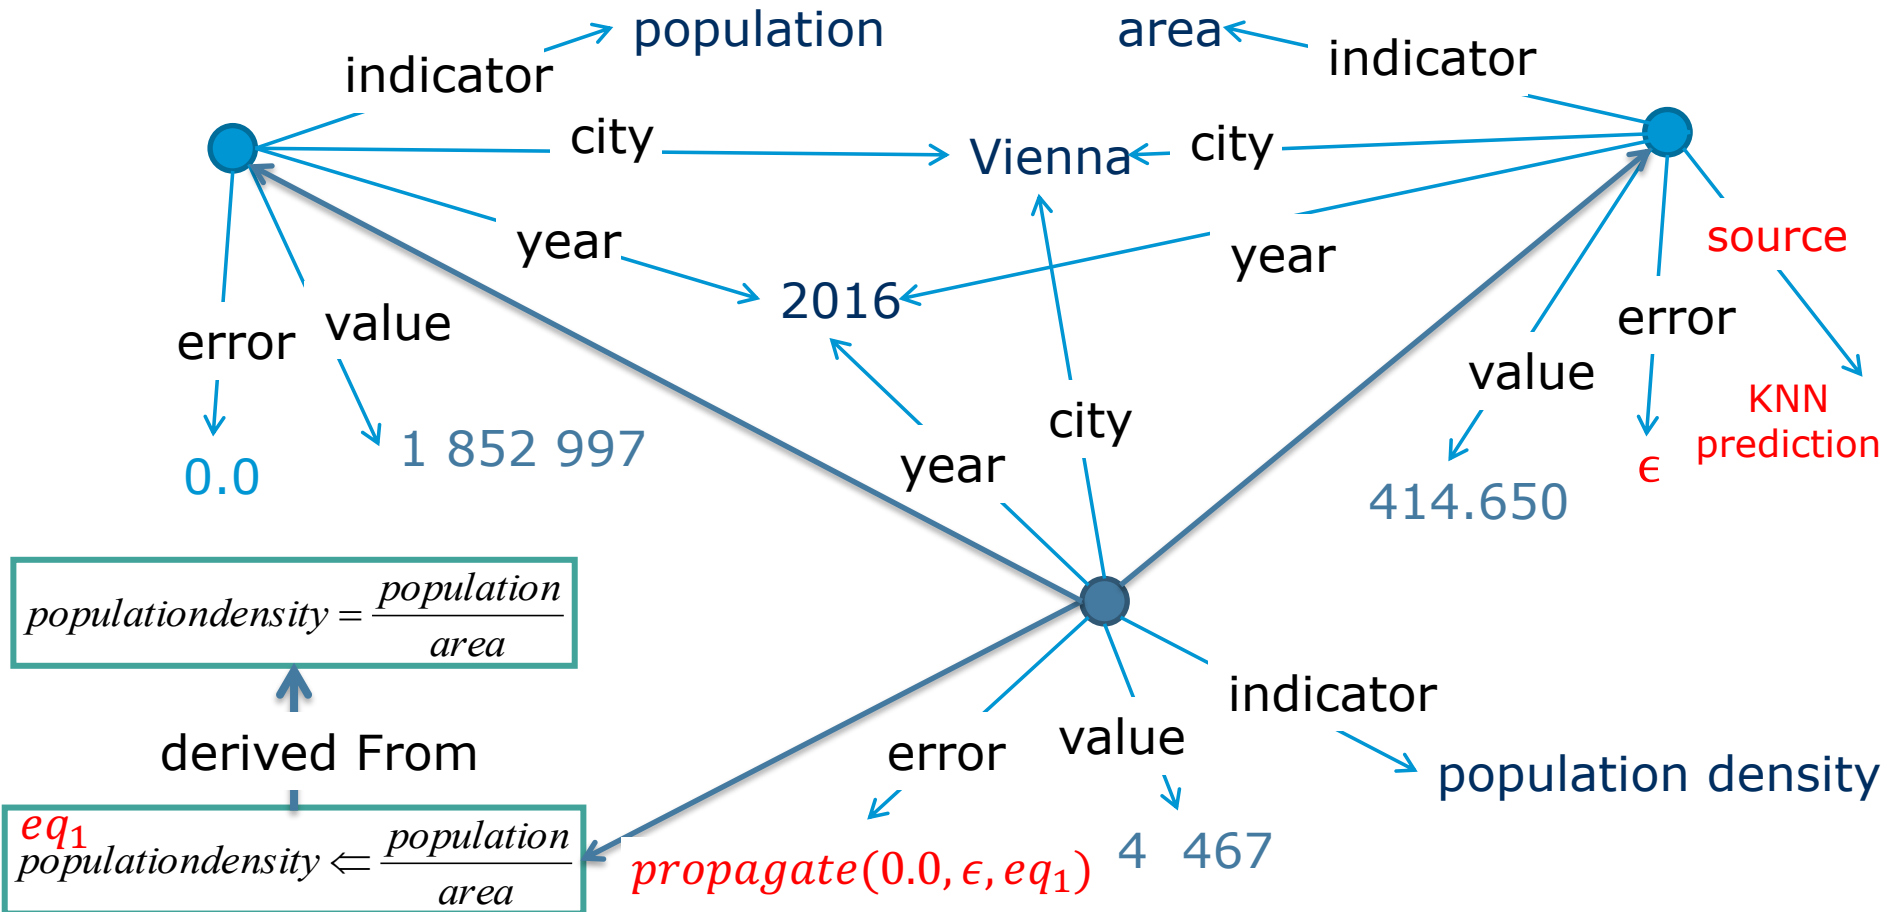 population
area
indicator
indicator
city
Vienna
city
year
year
source
2016
error
value
error
value
KNN
prediction
0.0
1 852 997
city
year
ϵ
414.650
populationdensity = population / area
indicator
derived From
error
value
population density
eq₁
populationdensity ⇐ population / area
propagate(0.0, ϵ, eq₁)
4 467